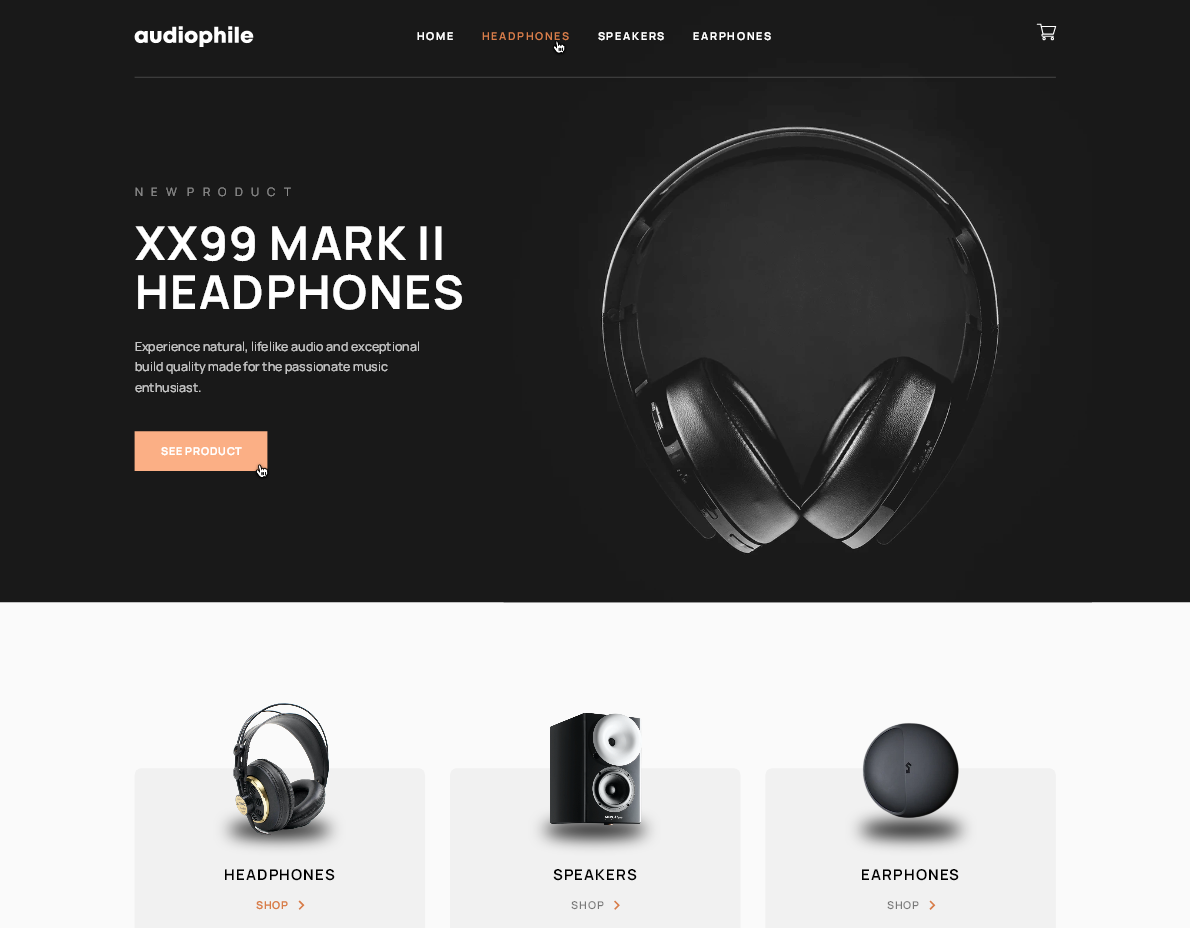 audiophile
HOME HEADPHONES SPEAKERS EARPHONES
NEW PRODUCT
XX99 MARK II
HEADPHONES
Experience natural, lifelike audio and exceptional
build quality made for the passionate music
enthusiast.
SEE PRODUCT
HEADPHONES
SHOP
SPEAKERS
SHOP
EARPHONES
SHOP